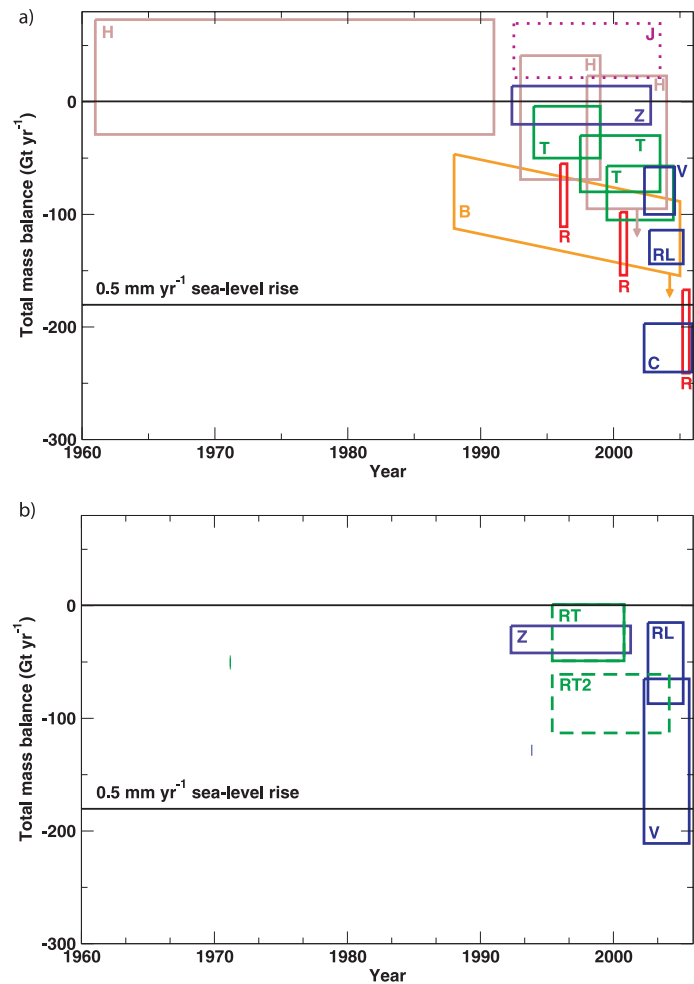 a)
H
J
H
H
0
Z
T
T
T
V
B
-100
R
R
RL
0.5 mm yr-1 sea-level rise
-200
C
R
-300
1960
1970
1980
1990
2000
Year
Total mass balance (Gt yr-1)
b)
0
RT
Z
RL
RT2
-100
0.5 mm yr-1 sea-level rise
-200
V
-300
1960
1970
1980
1990
2000
Year
Total mass balance (Gt yr-1)